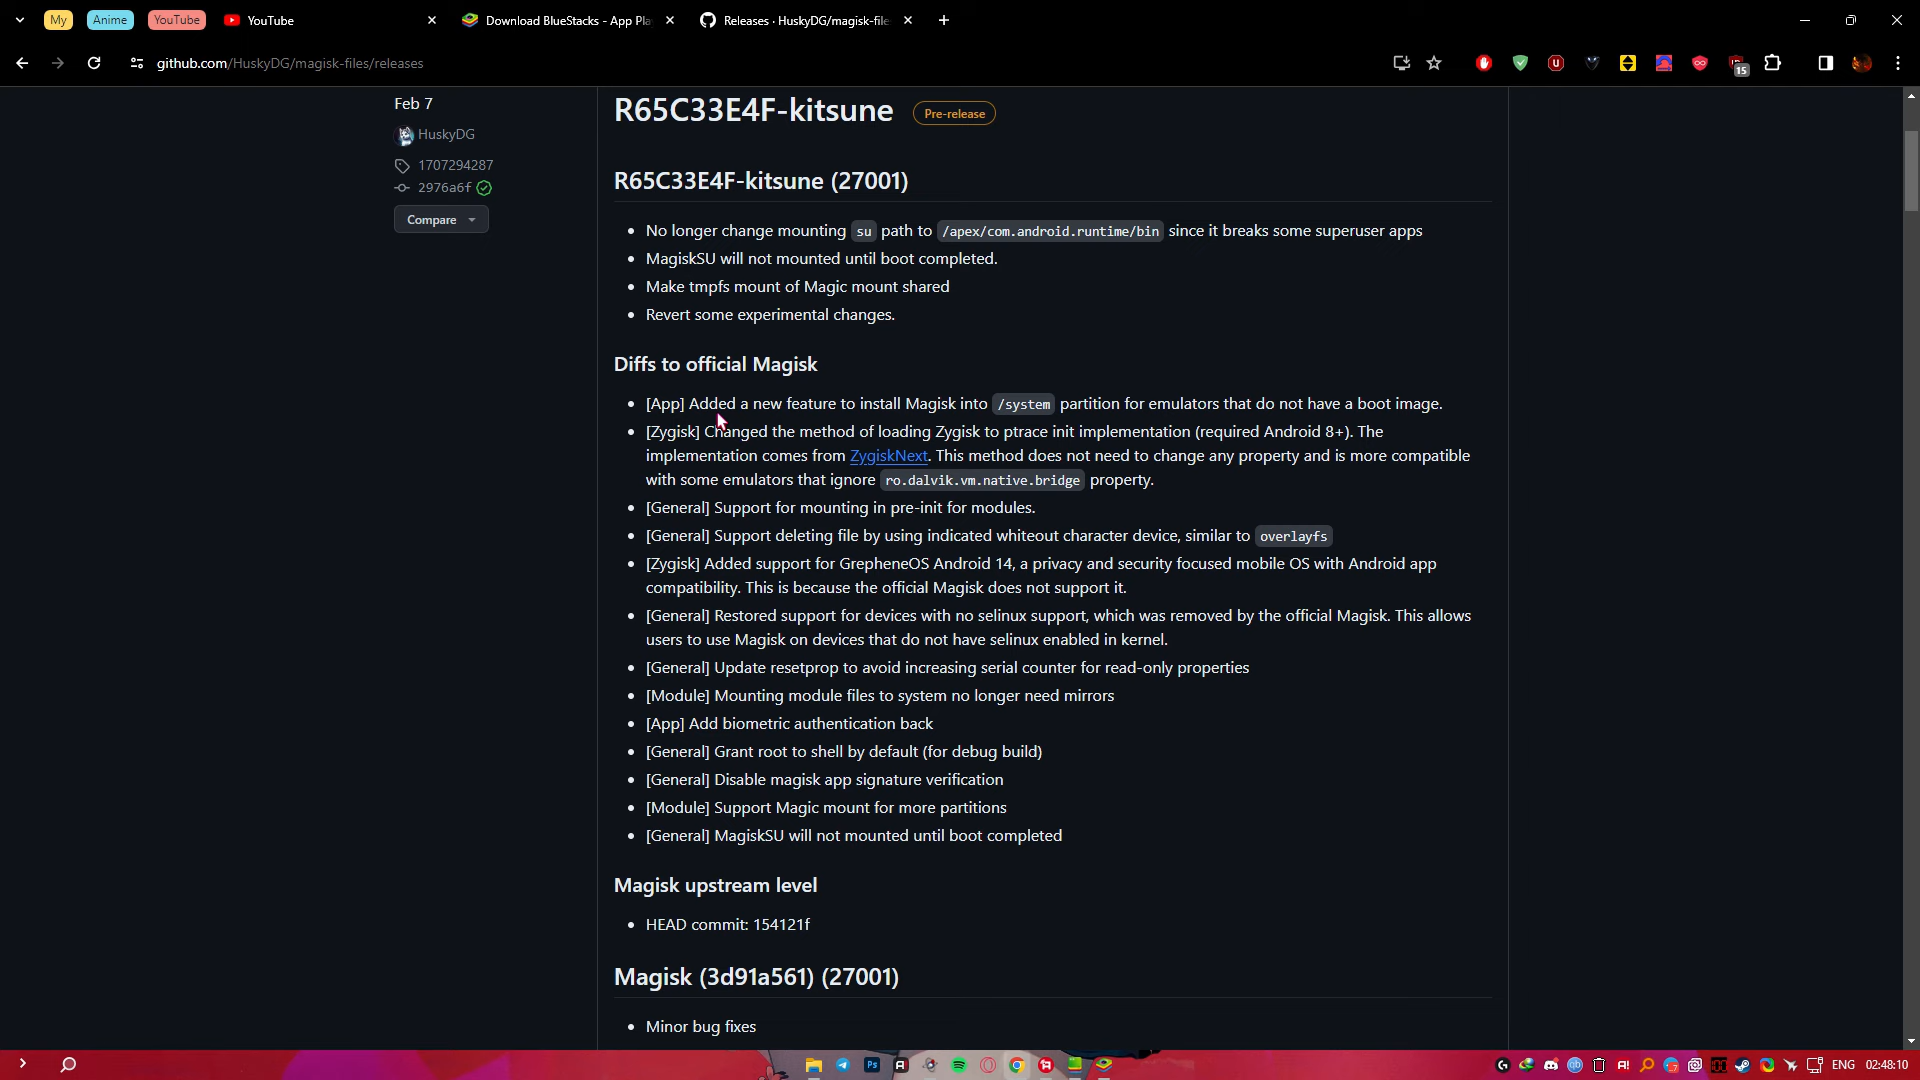 My
Anime
YouTube
YouTube
Download BlueStacks - App Pla
Releases · HuskyDG/magisk-file
github.com/HuskyDG/magisk-files/releases
15
Feb 7
HuskyDG
1707294287
2976a6f
Compare
R65C33E4F-kitsune
Pre-release
R65C33E4F-kitsune (27001)
No longer change mounting su path to /apex/com.android.runtime/bin since it breaks some superuser apps
MagiskSU will not mounted until boot completed.
Make tmpfs mount of Magic mount shared
Revert some experimental changes.
Diffs to official Magisk
[App] Added a new feature to install Magisk into /system partition for emulators that do not have a boot image.
[Zygisk] Changed the method of loading Zygisk to ptrace init implementation (required Android 8+). The
implementation comes from ZygiskNext. This method does not need to change any property and is more compatible
with some emulators that ignore ro.dalvik.vm.native.bridge property.
[General] Support for mounting in pre-init for modules.
[General] Support deleting file by using indicated whiteout character device, similar to overlayfs
[Zygisk] Added support for GrepheneOS Android 14, a privacy and security focused mobile OS with Android app
compatibility. This is because the official Magisk does not support it.
[General] Restored support for devices with no selinux support, which was removed by the official Magisk. This allows
users to use Magisk on devices that do not have selinux enabled in kernel.
[General] Update resetprop to avoid increasing serial counter for read-only properties
[Module] Mounting module files to system no longer need mirrors
[App] Add biometric authentication back
[General] Grant root to shell by default (for debug build)
[General] Disable magisk app signature verification
[Module] Support Magic mount for more partitions
[General] MagiskSU will not mounted until boot completed
Magisk upstream level
HEAD commit: 154121f
Magisk (3d91a561) (27001)
Minor bug fixes
Ps
ENG
02:48:10